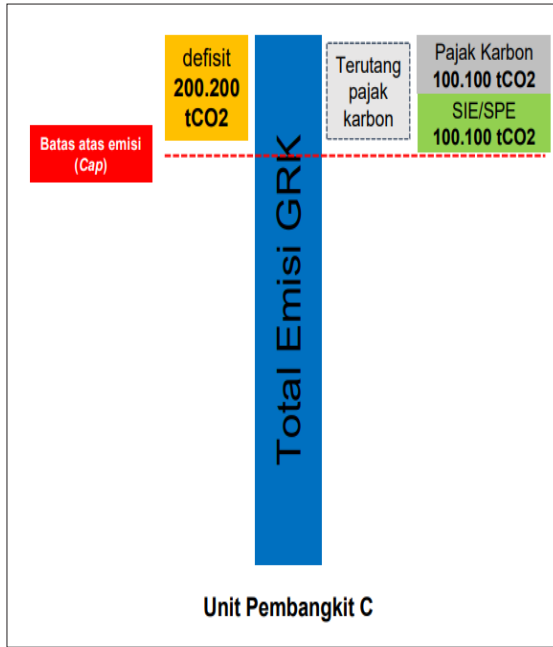 defisit
200.200
tCO2
Terutang
pajak
karbon
Pajak Karbon
100.100 tCO2
SIE/SPE
100.100 tCO2
Batas atas emisi
(Cap)
Total Emisi GRK
Unit Pembangkit C